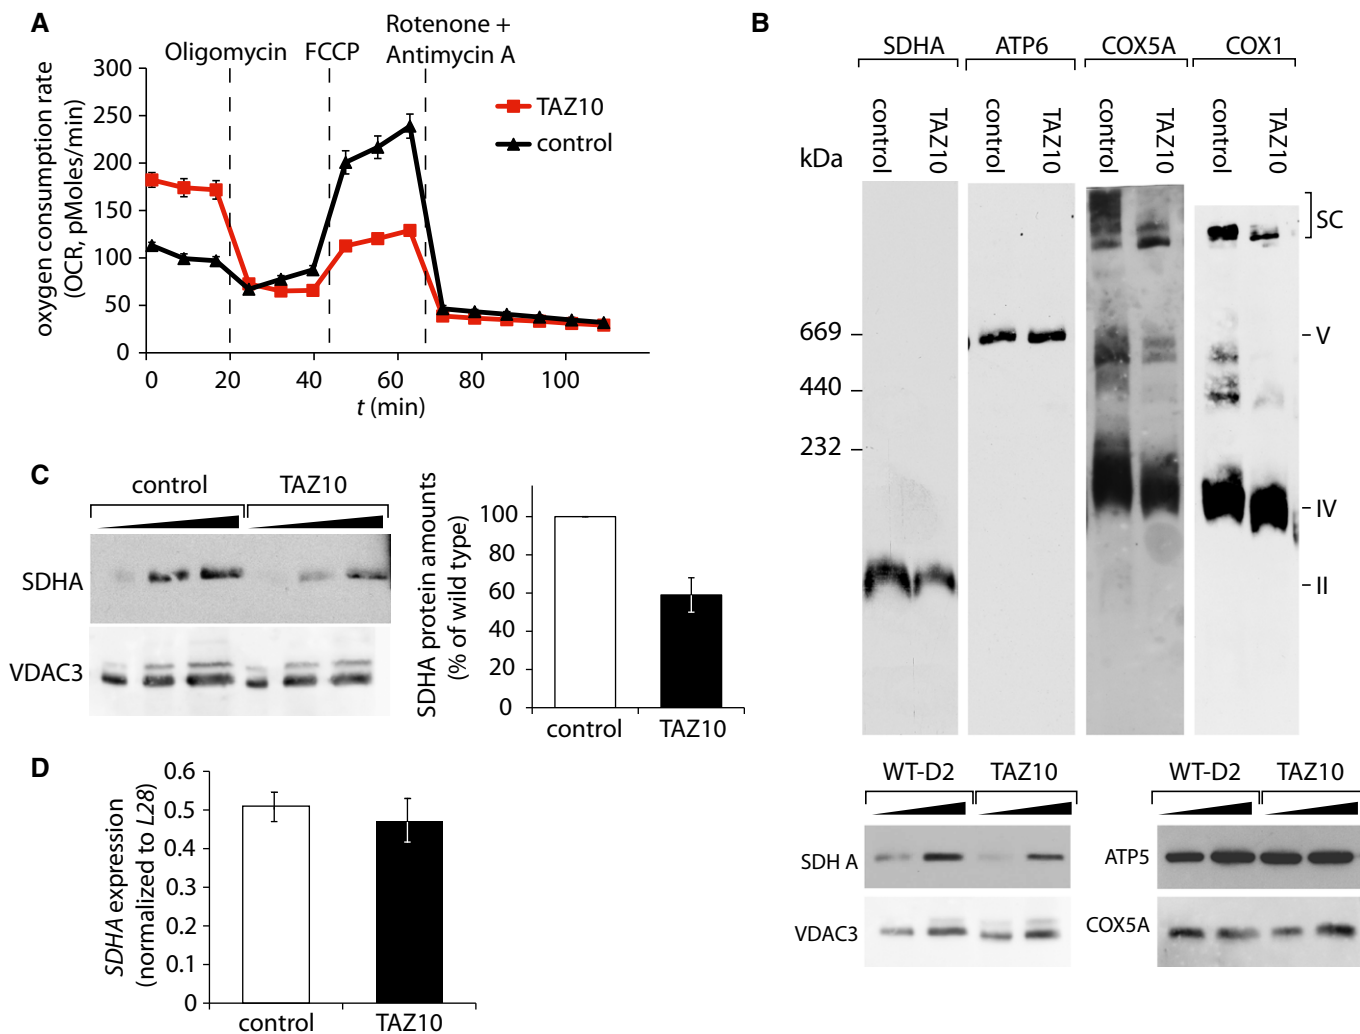 A
Oligomycin
FCCP
Rotenone +
Antimycin A
oxygen consumption rate
(OCR, pMoles/min)
300
250
200
150
100
50
0
0
20
40
60
80
100
t (min)
TAZ10
control
B
SDHA
ATP6
COX5A
COX1
control
TAZ10
control
TAZ10
control
TAZ10
control
TAZ10
kDa
669
440
232
SC
V
IV
II
WT-D2
TAZ10
SDH A
VDAC3
WT-D2
TAZ10
ATP5
COX5A
C
control
TAZ10
SDHA
VDAC3
SDHA protein amounts
(% of wild type)
100
80
60
40
20
0
control
TAZ10
D
SDHA expression
(normalized to L28)
0.6
0.5
0.4
0.3
0.2
0.1
0
control
TAZ10